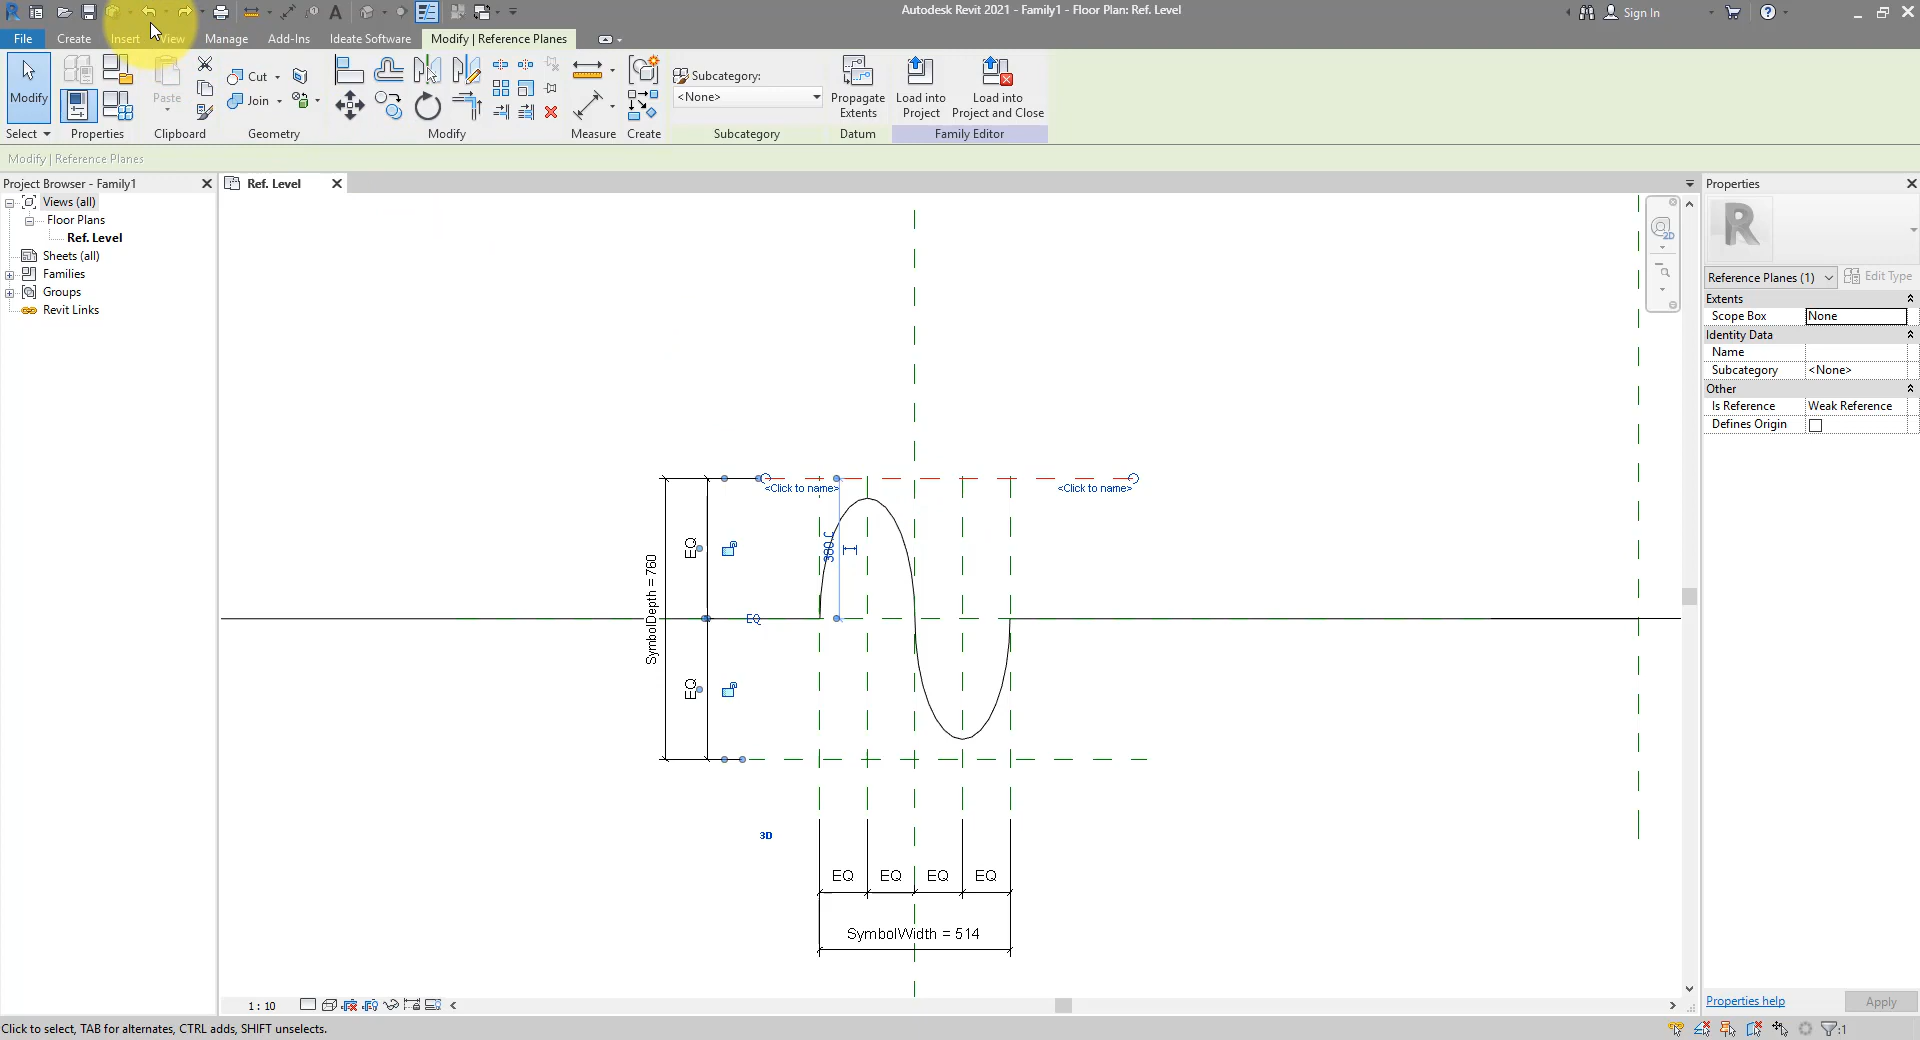 Autodesk Revit 2021 - Family1 - Floor Plan: Ref. Level
Sign In
File
Create
Insert
View
Manage
Add-Ins
Ideate Software
Modify | Reference Planes
Modify
Paste
Cut
Join
Subcategory:
<None>
Propagate
Extents
Load into
Project
Load into
Project and Close
Select
Properties
Clipboard
Geometry
Modify
Measure
Create
Subcategory
Datum
Family Editor
Modify | Reference Planes
Project Browser - Family1
Views (all)
Floor Plans
Ref. Level
Sheets (all)
Families
Groups
Revit Links
Ref. Level
2D
<Click to name>
<Click to name>
EQ
EQ
EQ
SymbolDepth = 760
3D
EQ
EQ
EQ
EQ
SymbolWidth = 514
Properties
R
Reference Planes (1)
Edit Type
Extents
Scope Box
None
Identity Data
Name
Subcategory
<None>
Other
Is Reference
Weak Reference
Defines Origin
Properties help
Apply
1 : 10
Click to select, TAB for alternates, CTRL adds, SHIFT unselects.
:1